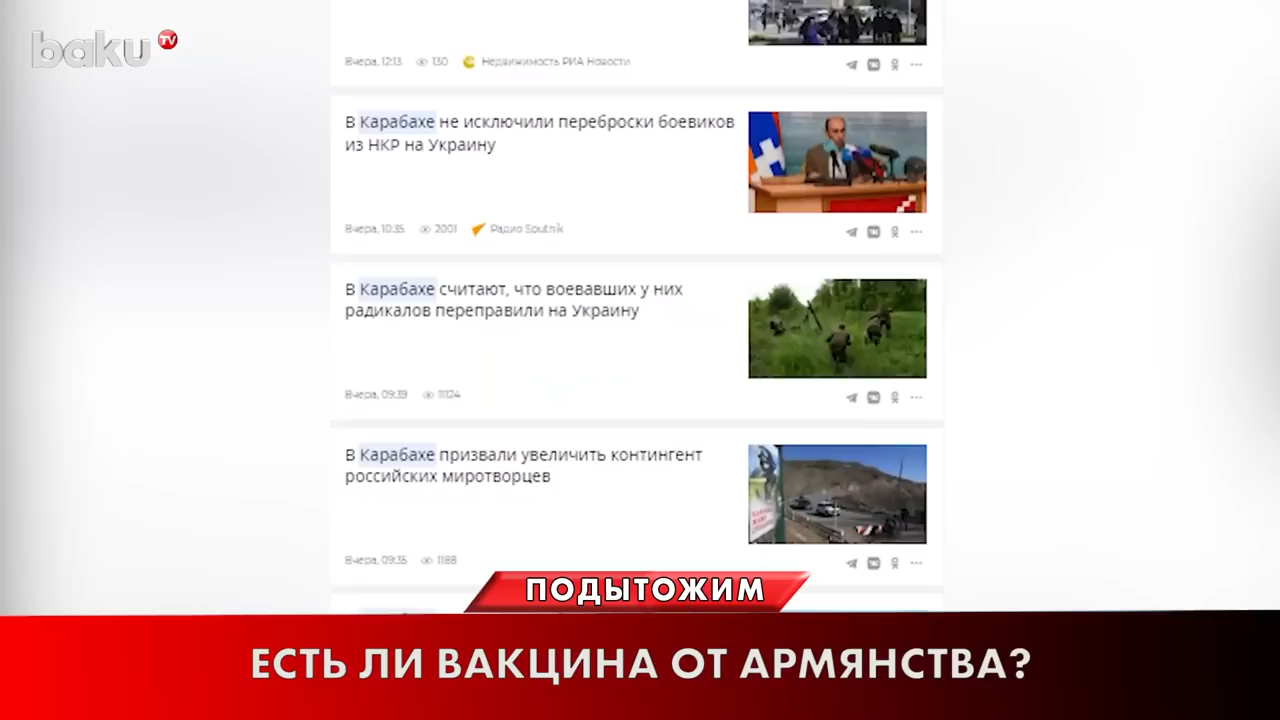 baku TV
Вчера, 12:13 130 Недвижимость РИА Новости
В Карабахе не исключили переброски боевиков
из НКР на Украину
Вчера, 10:35 2001 Радио Sputnik
В Карабахе считают, что воевавших у них
радикалов переправили на Украину
Вчера, 09:39 11124
В Карабахе призвали увеличить контингент
российских миротворцев
Вчера, 09:35 1188
ПОДЫТОЖИМ
ЕСТЬ ЛИ ВАКЦИНА ОТ АРМЯНСТВА?